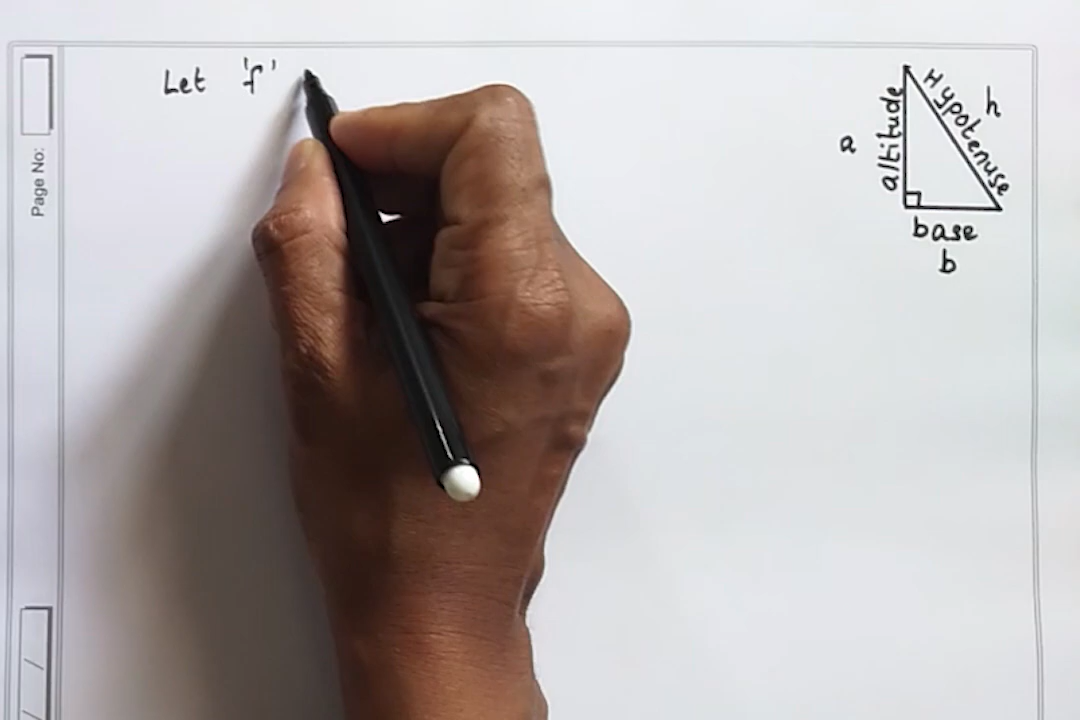 Let 'f'
Page No:
a
altitude
Hypotenuse
h
base
b